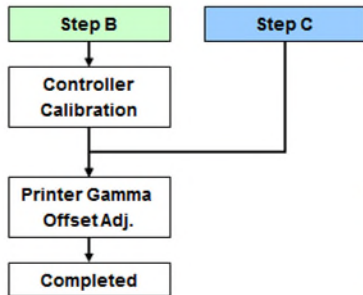 Step B
Step C
Controller
Calibration
Printer Gamma
Offset Adj.
Completed